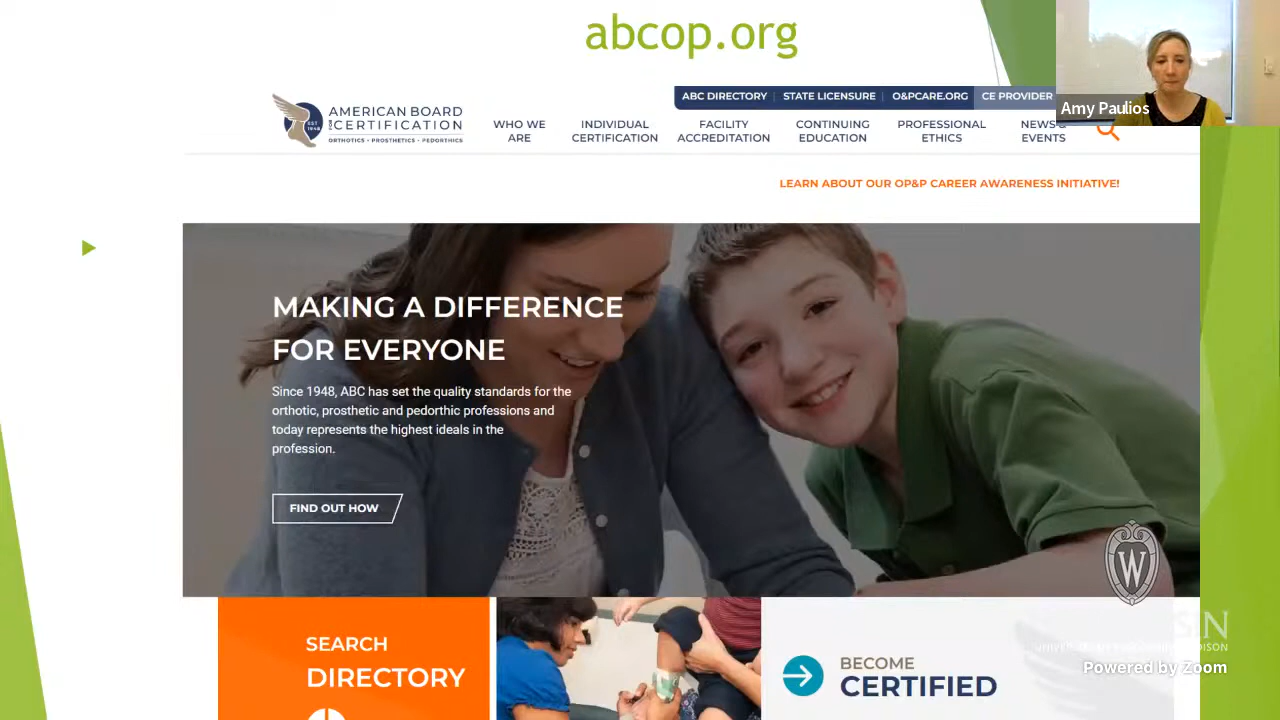 abcop.org
Amy Paulios
ABC DIRECTORY
STATE LICENSURE
O&PCARE.ORG
CE PROVIDER
AMERICAN BOARD
FOR CERTIFICATION
ORTHOTICS • PROSTHETICS • PEDORTHICS
EST
1948
WHO WE
ARE
INDIVIDUAL
CERTIFICATION
FACILITY
ACCREDITATION
CONTINUING
EDUCATION
PROFESSIONAL
ETHICS
NEWS &
EVENTS
LEARN ABOUT OUR OP&P CAREER AWARENESS INITIATIVE!
MAKING A DIFFERENCE
FOR EVERYONE
Since 1948, ABC has set the quality standards for the
orthotic, prosthetic and pedorthic professions and
today represents the highest ideals in the
profession.
FIND OUT HOW
W
SEARCH
DIRECTORY
BECOME
CERTIFIED
Powered by Zoom